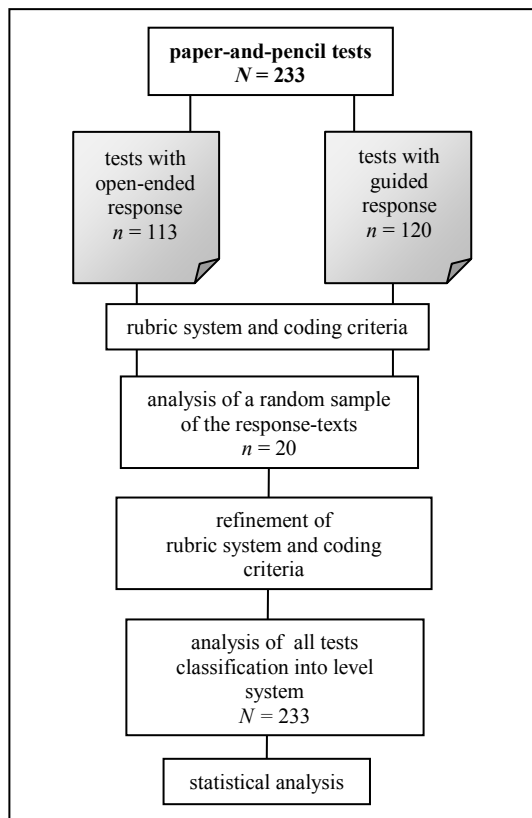 paper-and-pencil tests
N = 233
tests with
open-ended
response
n = 113
tests with
guided
response
n = 120
rubric system and coding criteria
analysis of a random sample
of the response-texts
n = 20
refinement of
rubric system and coding
criteria
analysis of all tests
classification into level
system
N = 233
statistical analysis